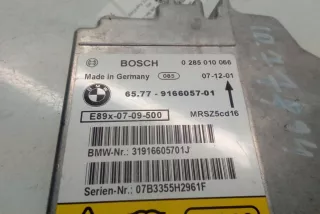 BOSCH 0 285 010 066
Made in Germany 083 07-12-01
65.77 - 9166057-01
E89x-07-09-500 MRSZ5cd16
BMW-Nr.: 31916605701J
Serien-Nr.: 07B3355H2961F